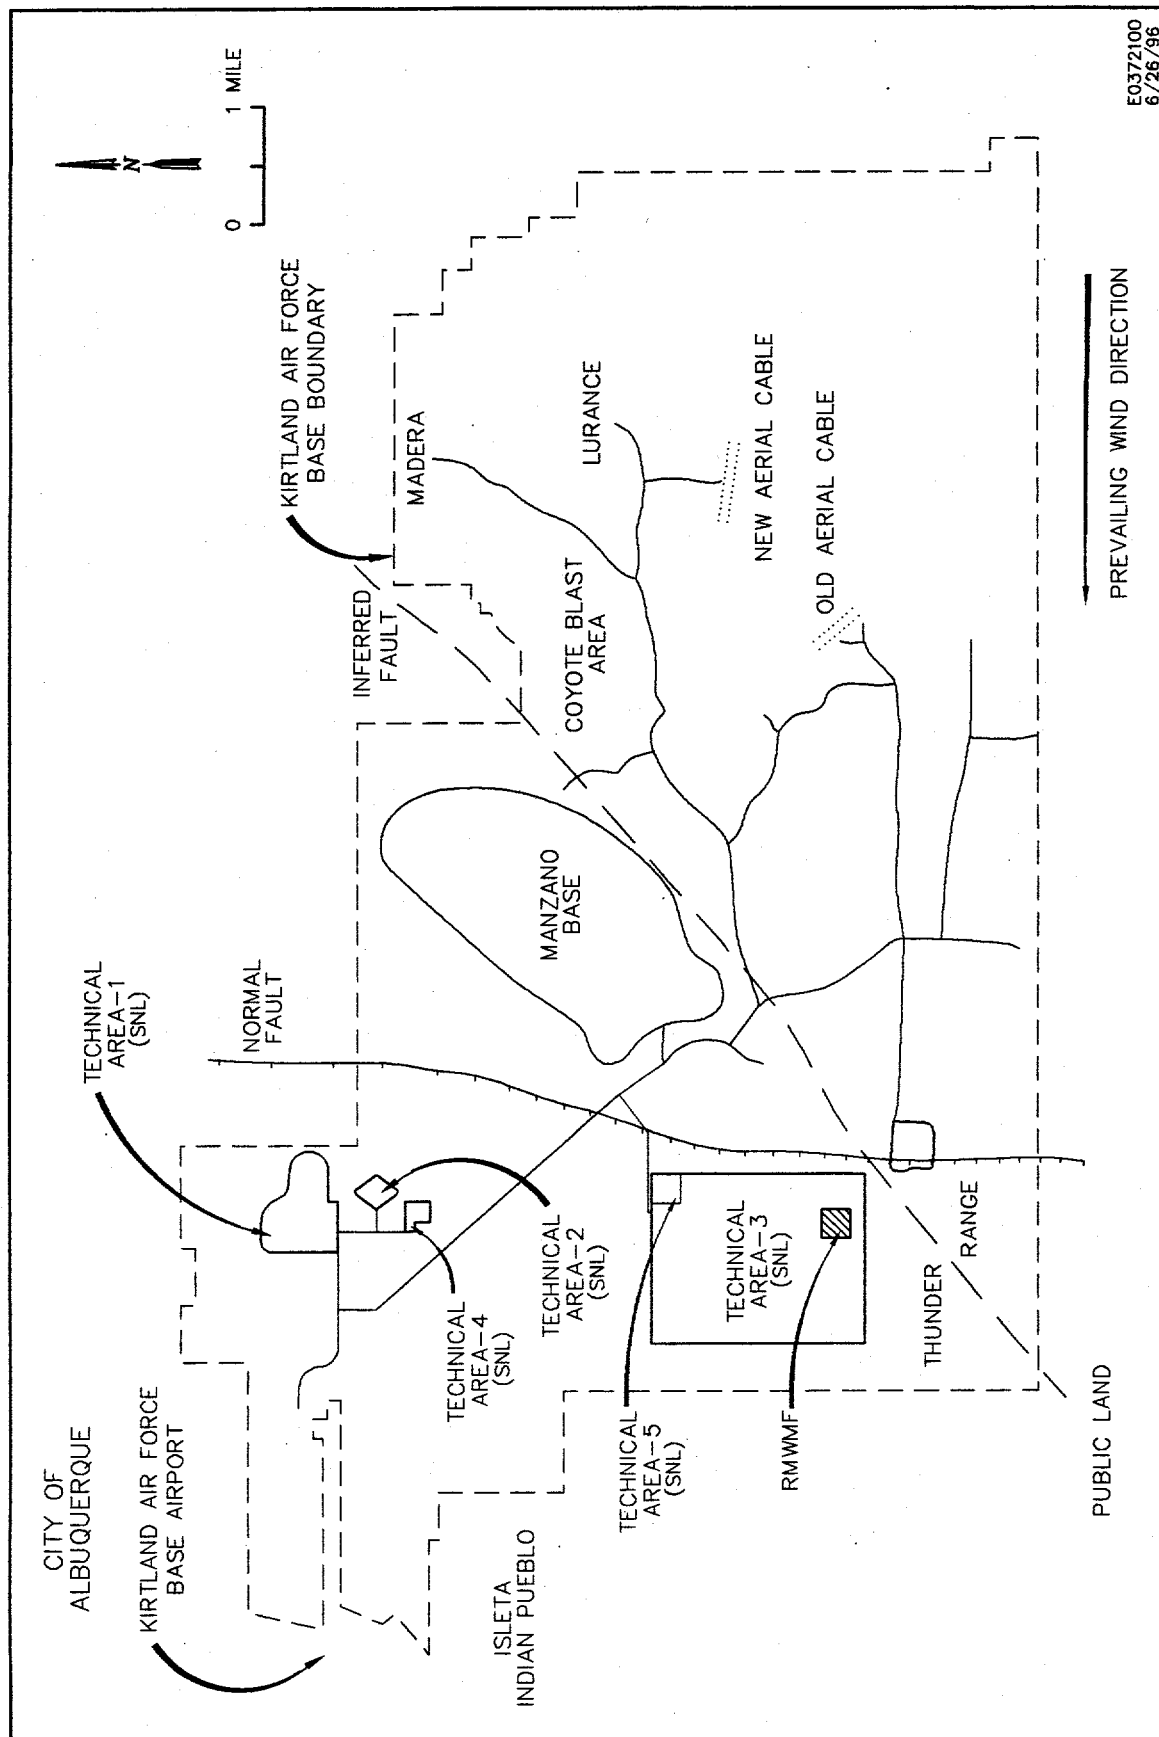 CITY OF
ALBUQUERQUE
KIRTLAND AIR FORCE
BASE AIRPORT
TECHNICAL
AREA-1
(SNL)
NORMAL
FAULT
KIRTLAND AIR FORCE
BASE BOUNDARY
N
0
1 MILE
INFERRED
FAULT
MADERA
TECHNICAL
AREA-4
(SNL)
TECHNICAL
AREA-2
(SNL)
ISLETA
INDIAN PUEBLO
MANZANO
BASE
COYOTE BLAST
AREA
LURANCE
TECHNICAL
AREA-5
(SNL)
TECHNICAL
AREA-3
(SNL)
RMWMF
NEW AERIAL CABLE
OLD AERIAL CABLE
THUNDER
RANGE
PUBLIC LAND
PREVAILING WIND DIRECTION
E0372100
6/26/96